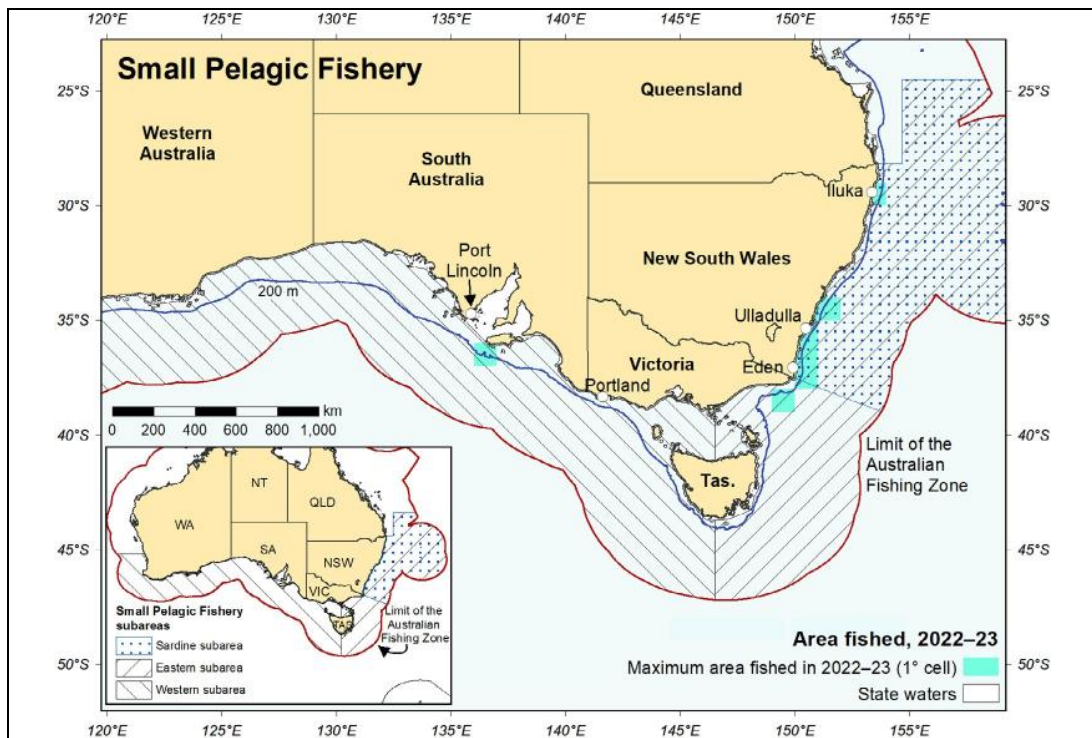 120°E 125°E 130°E 135°E 140°E 145°E 150°E 155°E
Small Pelagic Fishery
25°S 25°S
Queensland
Western
Australia
South
Australia
Iluka
30°S 30°S
Port
Lincoln
New South Wales
200 m
Ulladulla
35°S 35°S
Victoria
Eden
Portland
km
0 200 400 600 800 1,000
40°S 40°S
Limit of the
Australian
Fishing Zone
Tas.
NT
QLD
WA
SA
NSW
VIC
TAS
45°S 45°S
Limit of the
Australian
Fishing Zone
Small Pelagic Fishery
subareas
Sardine subarea
Eastern subarea
Western subarea
Area fished, 2022–23
Maximum area fished in 2022–23 (1° cell)
State waters
50°S 50°S
120°E 125°E 130°E 135°E 140°E 145°E 150°E 155°E